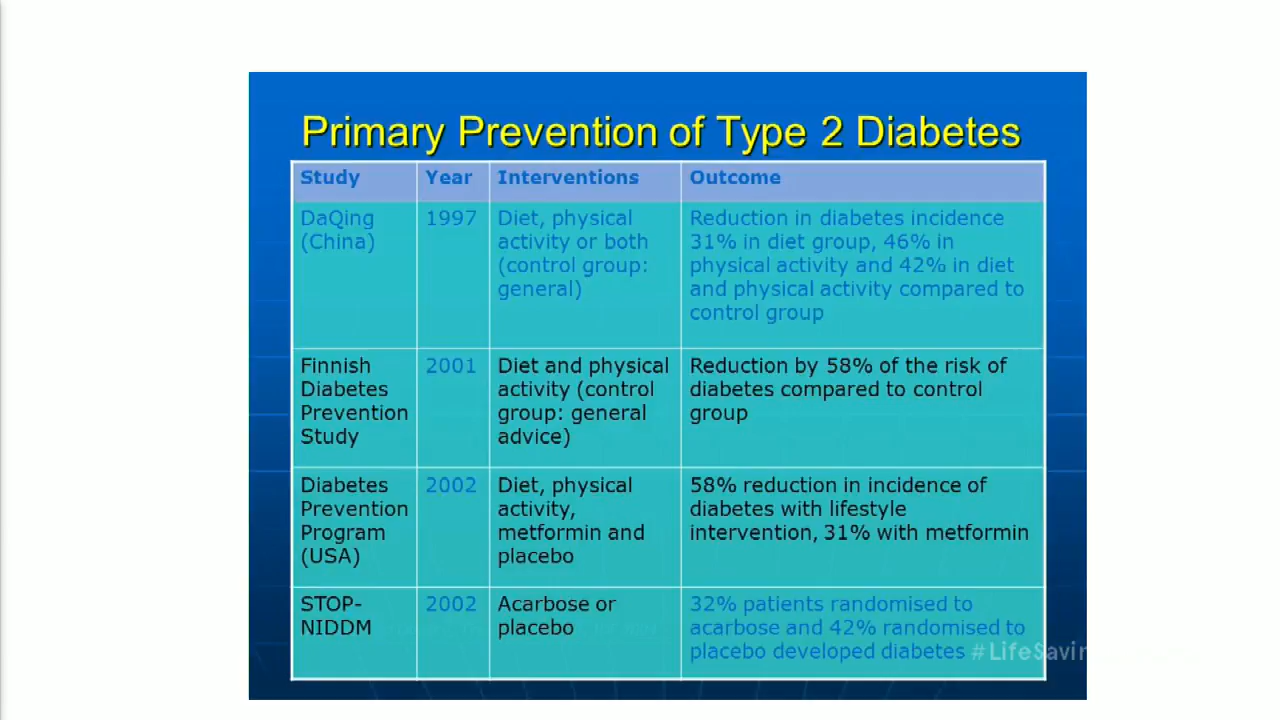 Primary Prevention of Type 2 Diabetes
Study Year Interventions Outcome
DaQing
(China)
1997
Diet, physical
activity or both
(control group:
general)
Reduction in diabetes incidence
31% in diet group, 46% in
physical activity and 42% in diet
and physical activity compared to
control group
Finnish
Diabetes
Prevention
Study
2001
Diet and physical
activity (control
group: general
advice)
Reduction by 58% of the risk of
diabetes compared to control
group
Diabetes
Prevention
Program
(USA)
2002
Diet, physical
activity,
metformin and
placebo
58% reduction in incidence of
diabetes with lifestyle
intervention, 31% with metformin
STOP-
NIDDM
2002
Acarbose or
placebo
32% patients randomised to
acarbose and 42% randomised to
placebo developed diabetes
#LifeSavin